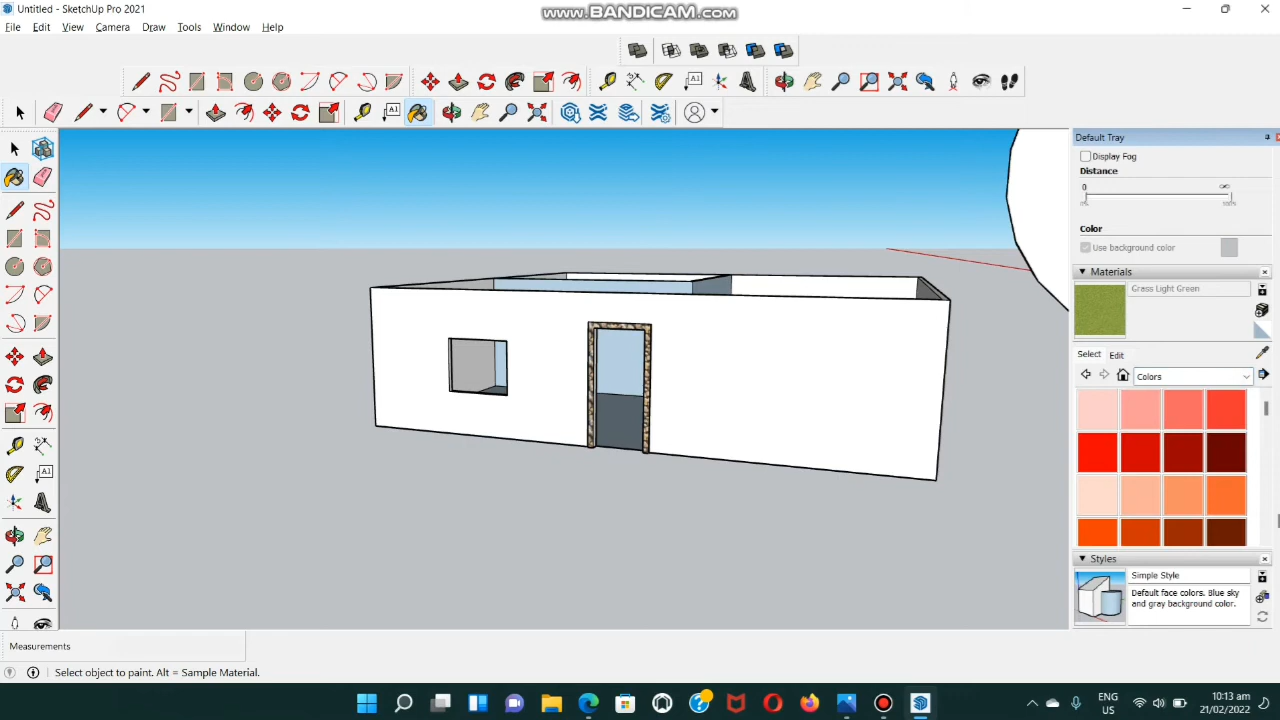 Untitled - SketchUp Pro 2021
www.BANDICAM.com
File Edit View Camera Draw Tools Window Help
Default Tray
Display Fog
Distance
0
∞
0%
100%
Color
Use background color
Materials
Grass Light Green
Select Edit
Colors
Styles
Simple Style
Default face colors. Blue sky
and gray background color.
Measurements
Select object to paint. Alt = Sample Material.
ENG
US
10:13 am
21/02/2022